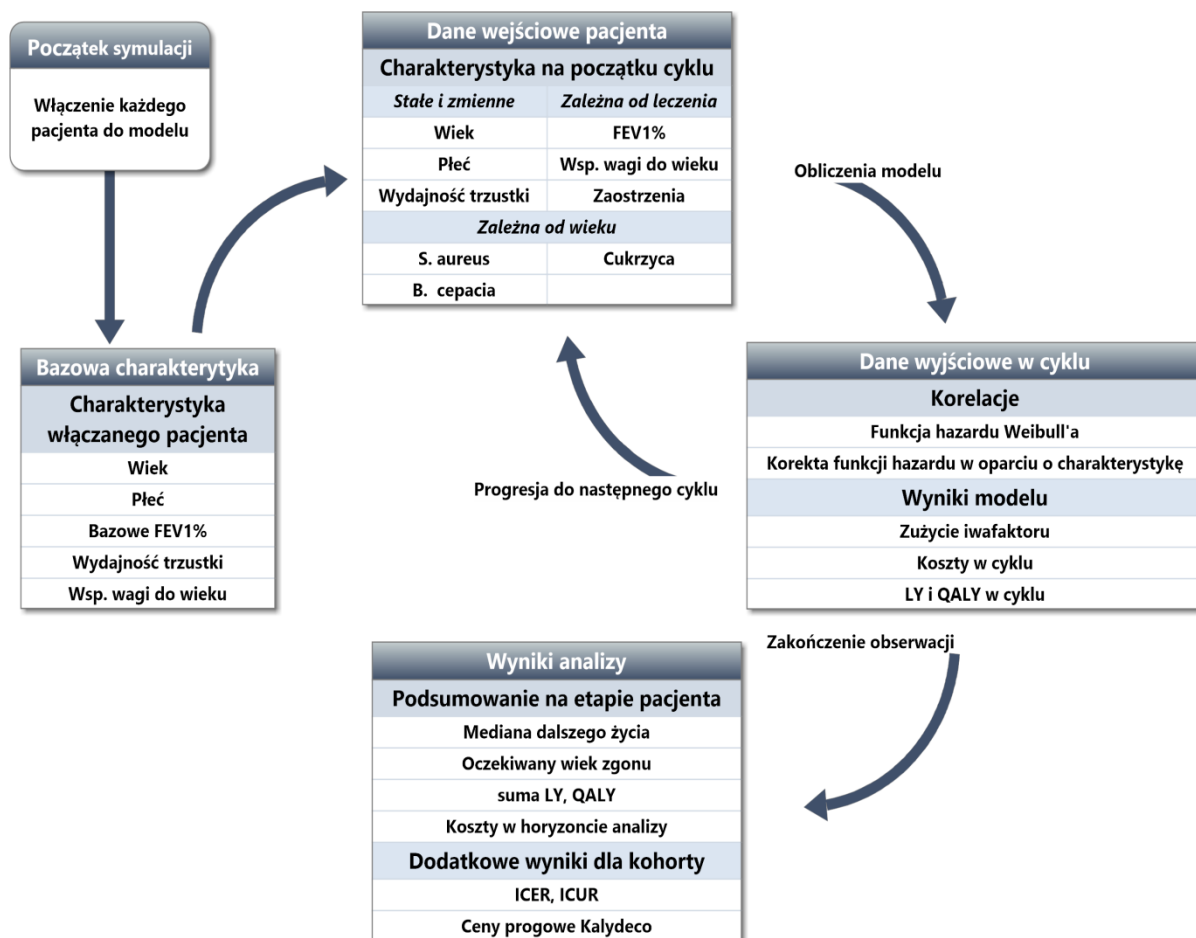 Początek symulacji
Włączenie każdego
pacjenta do modelu
Dane wejściowe pacjenta
Charakterystyka na początku cyklu
Stałe i zmienne Zależna od leczenia
Wiek FEV1%
Płeć Wsp. wagi do wieku
Wydajność trzustki Zaostrzenia
Zależna od wieku
S. aureus Cukrzyca
B. cepacia
Obliczenia modelu
Bazowa charakterytyka
Charakterystyka
włączanego pacjenta
Wiek
Płeć
Bazowe FEV1%
Wydajność trzustki
Wsp. wagi do wieku
Progresja do następnego cyklu
Dane wyjściowe w cyklu
Korelacje
Funkcja hazardu Weibull'a
Korekta funkcji hazardu w oparciu o charakterystykę
Wyniki modelu
Zużycie iwafaktoru
Koszty w cyklu
LY i QALY w cyklu
Zakończenie obserwacji
Wyniki analizy
Podsumowanie na etapie pacjenta
Mediana dalszego życia
Oczekiwany wiek zgonu
suma LY, QALY
Koszty w horyzoncie analizy
Dodatkowe wyniki dla kohorty
ICER, ICUR
Ceny progowe Kalydeco